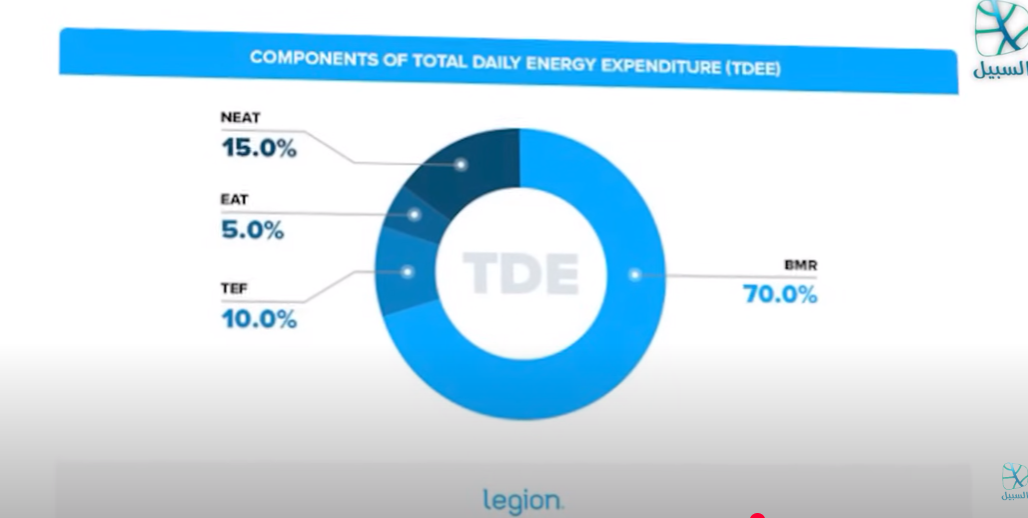 السبيل
COMPONENTS OF TOTAL DAILY ENERGY EXPENDITURE (TDEE)
NEAT
15.0%
EAT
5.0%
TEF
10.0%
TDE
BMR
70.0%
legion.
السبيل